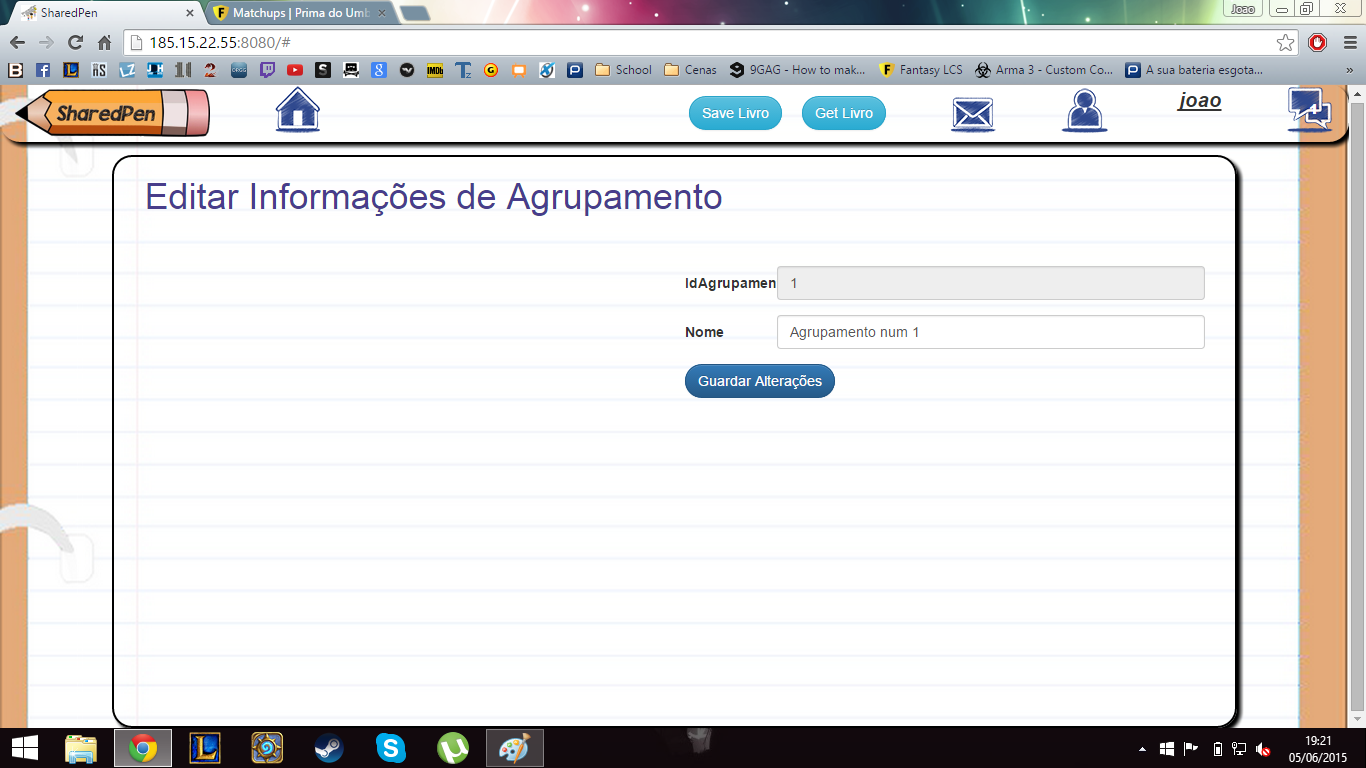 SharedPen
Matchups | Prima do Umb
Joao
185.15.22.55:8080/#
School
Cenas
9GAG - How to mak...
Fantasy LCS
Arma 3 - Custom Co...
A sua bateria esgota...
»
SharedPen
Save Livro
Get Livro
joao
Editar Informações de Agrupamento
IdAgrupamen
1
Nome
Agrupamento num 1
Guardar Alterações
19:21
05/06/2015